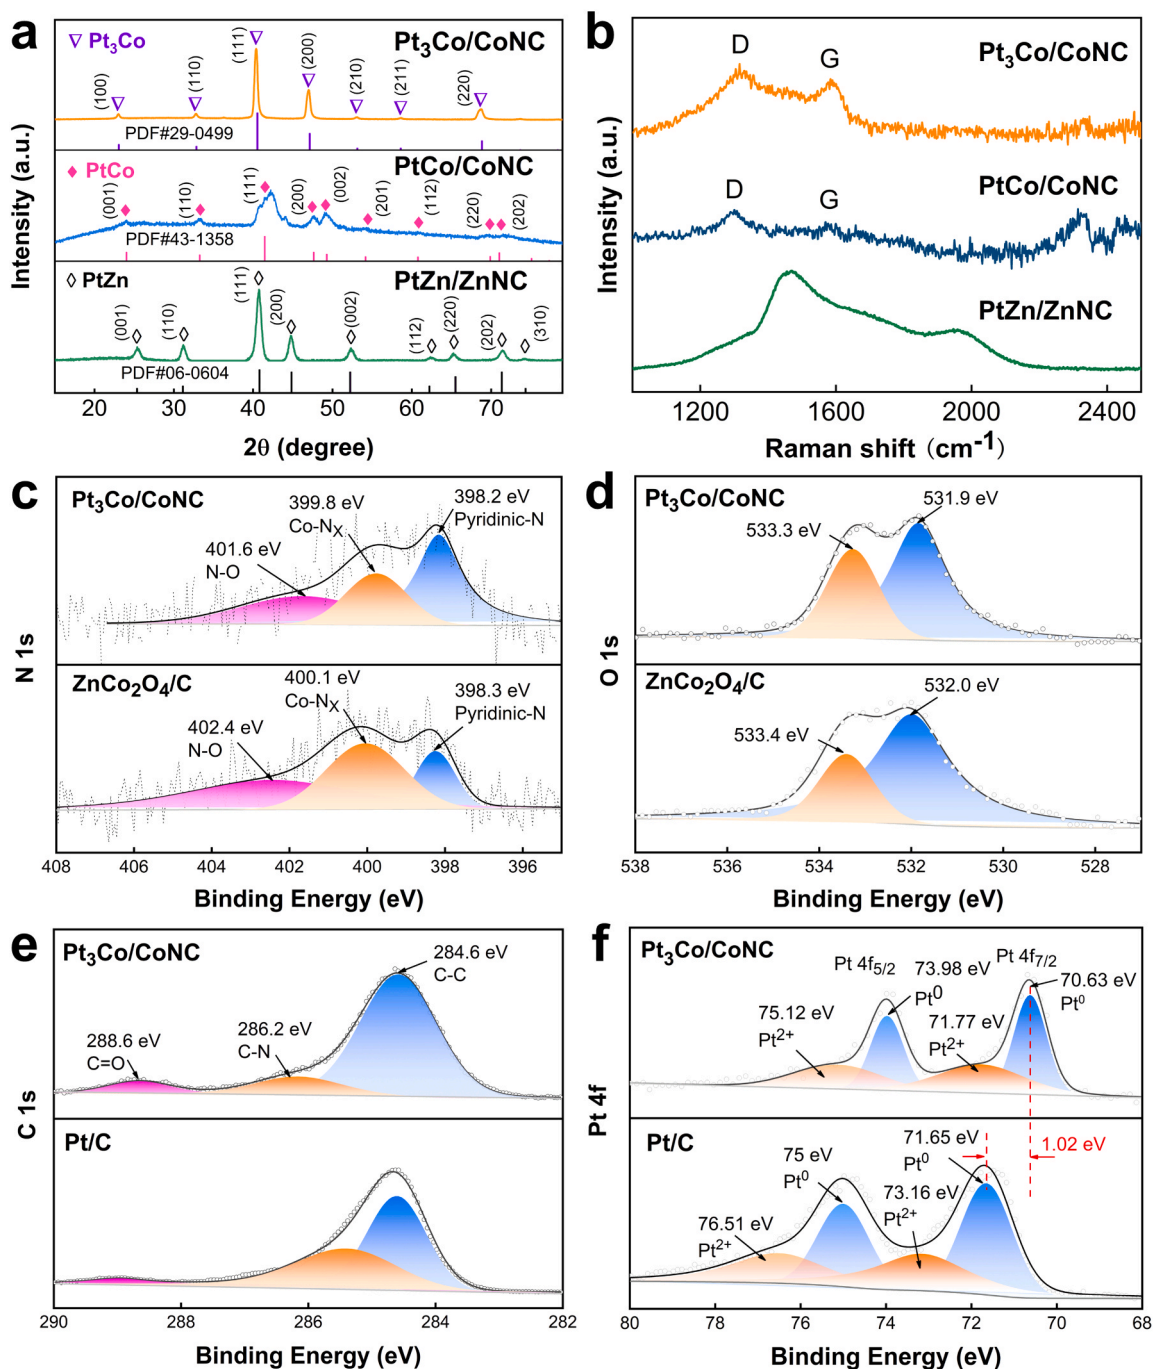 a
▽ Pt₃Co
Pt₃Co/CoNC
(100)
(110)
(111)
(200)
(210)
(211)
(220)
PDF#29-0499
♦ PtCo
PtCo/CoNC
(001)
(110)
(111)
(200)
(002)
(201)
(112)
(220)
(202)
PDF#43-1358
◊ PtZn
PtZn/ZnNC
(001)
(110)
(111)
(200)
(002)
(112)
(220)
(202)
(310)
PDF#06-0604
20 30 40 50 60 70
2θ (degree)
Intensity (a.u.)
b
D
G
Pt₃Co/CoNC
D
G
PtCo/CoNC
PtZn/ZnNC
1200 1600 2000 2400
Raman shift (cm⁻¹)
Intensity (a.u.)
c
Pt₃Co/CoNC
401.6 eV
N-O
399.8 eV
Co-Nₓ
398.2 eV
Pyridinic-N
ZnCo₂O₄/C
402.4 eV
N-O
400.1 eV
Co-Nₓ
398.3 eV
Pyridinic-N
408 406 404 402 400 398 396
Binding Energy (eV)
N 1s
d
Pt₃Co/CoNC
533.3 eV
531.9 eV
ZnCo₂O₄/C
533.4 eV
532.0 eV
538 536 534 532 530 528
Binding Energy (eV)
O 1s
e
Pt₃Co/CoNC
288.6 eV
C=O
286.2 eV
C-N
284.6 eV
C-C
Pt/C
290 288 286 284 282
Binding Energy (eV)
C 1s
f
Pt₃Co/CoNC
75.12 eV
Pt²⁺
Pt 4f₅/₂
73.98 eV
Pt⁰
71.77 eV
Pt²⁺
Pt 4f₇/₂
70.63 eV
Pt⁰
Pt/C
76.51 eV
Pt²⁺
75 eV
Pt⁰
73.16 eV
Pt²⁺
71.65 eV
Pt⁰
1.02 eV
80 78 76 74 72 70 68
Binding Energy (eV)
Pt 4f